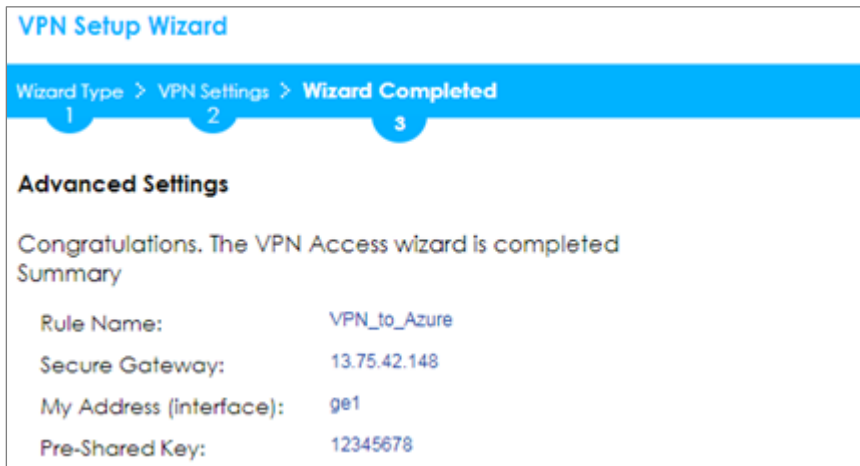 VPN Setup Wizard
Wizard Type > VPN Settings > Wizard Completed
1 2 3
Advanced Settings
Congratulations. The VPN Access wizard is completed
Summary
Rule Name: VPN_to_Azure
Secure Gateway: 13.75.42.148
My Address (interface): ge1
Pre-Shared Key: 12345678